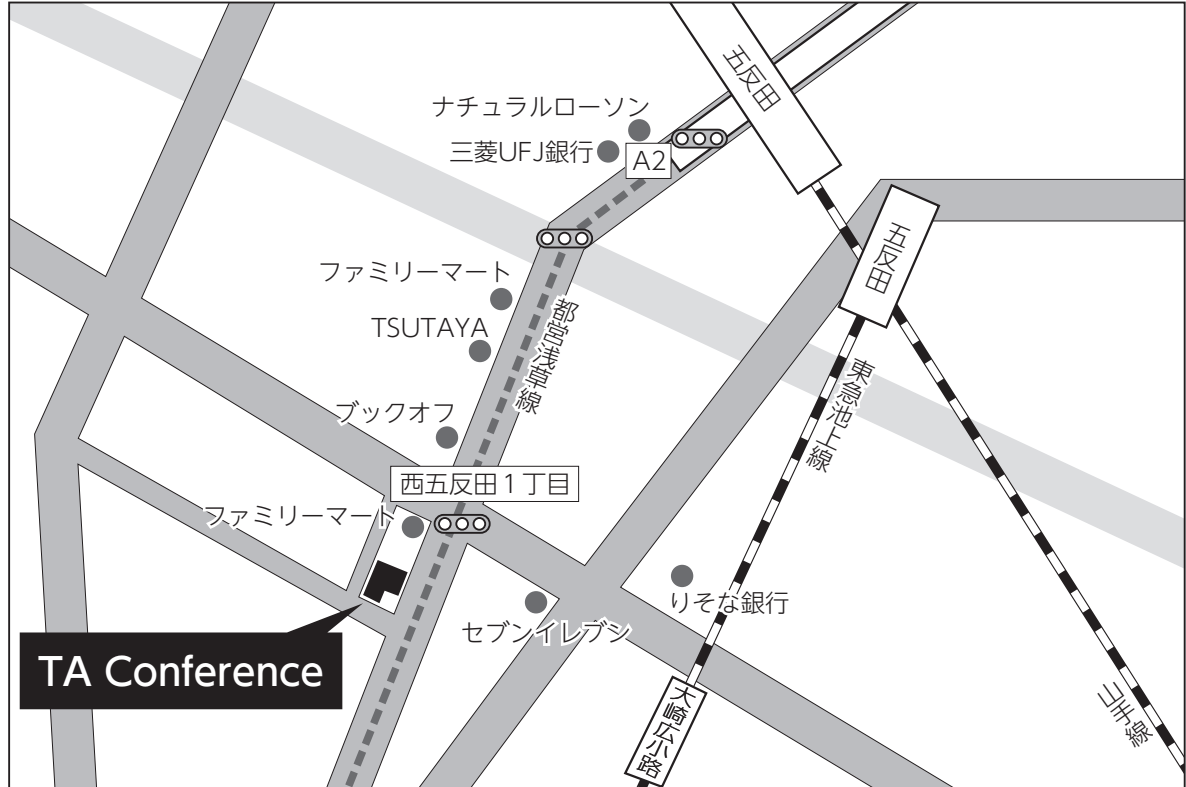 五反田
ナチュラルローソン
三菱UFJ銀行
A2
五反田
ファミリーマート
都営浅草線
TSUTAYA
東急池上線
ブックオフ
西五反田1丁目
ファミリーマート
りそな銀行
セブンイレブン
TA Conference
大崎広小路
山手線